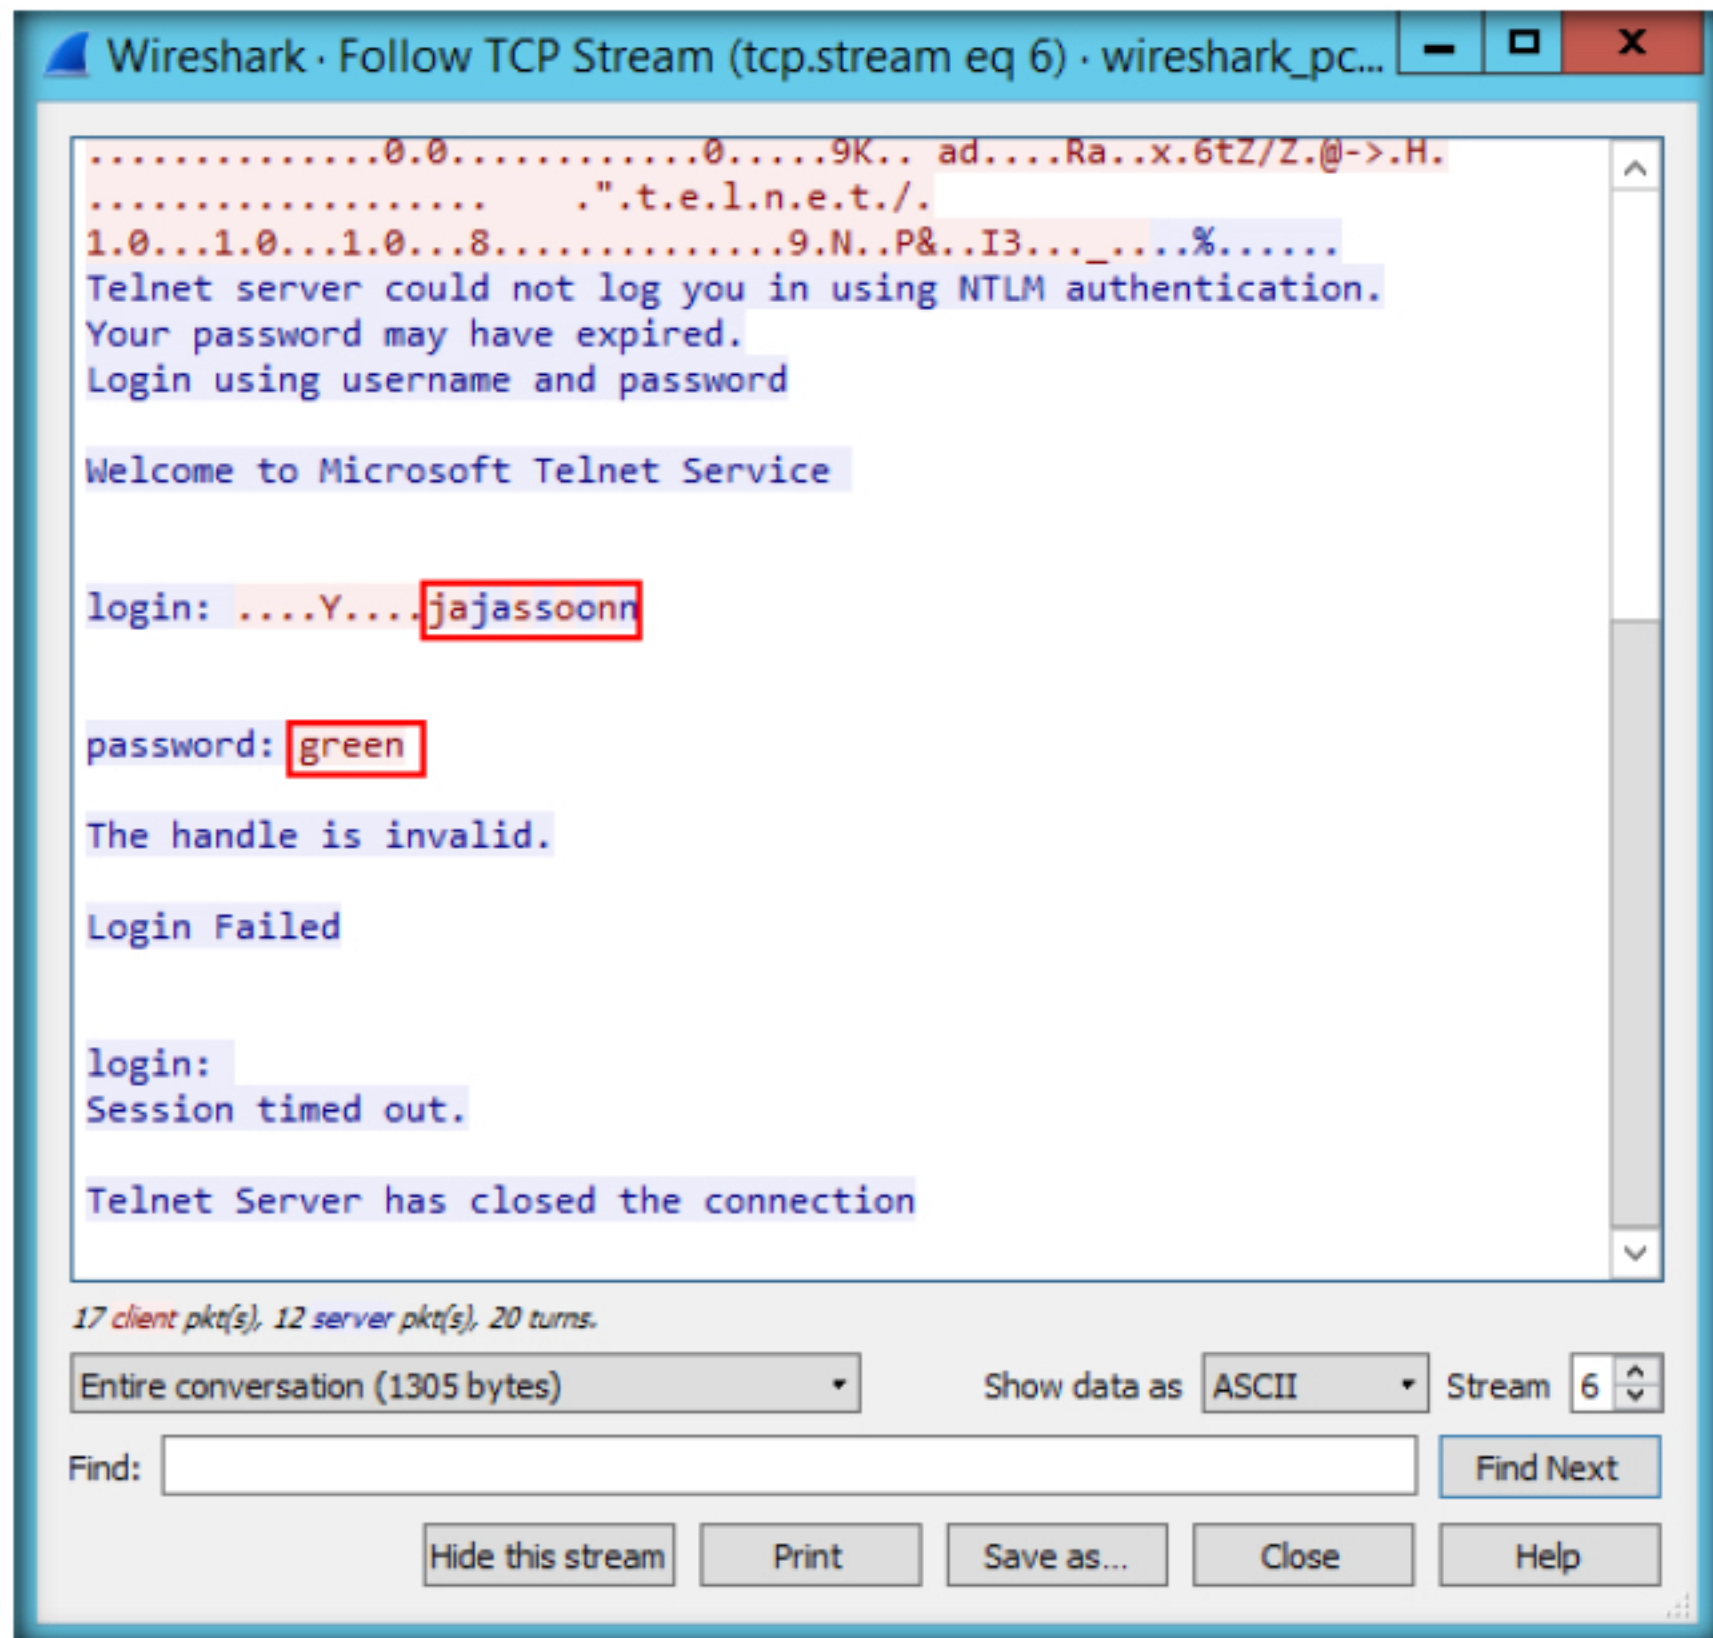 Wireshark · Follow TCP Stream (tcp.stream eq 6) · wireshark_pc...
..............0.0............0.....9K.. ad....Ra..x.6tZ/Z.@->.H.
................... .".t.e.l.n.e.t./.
1.0...1.0...1.0...8..............9.N..P&..I3..._....%......
Telnet server could not log you in using NTLM authentication.
Your password may have expired.
Login using username and password
Welcome to Microsoft Telnet Service
login: ....Y....jajassoonn
password: green
The handle is invalid.
Login Failed
login:
Session timed out.
Telnet Server has closed the connection
17 client pkt(s), 12 server pkt(s), 20 turns.
Entire conversation (1305 bytes) Show data as ASCII Stream 6
Find: Find Next
Hide this stream Print Save as... Close Help